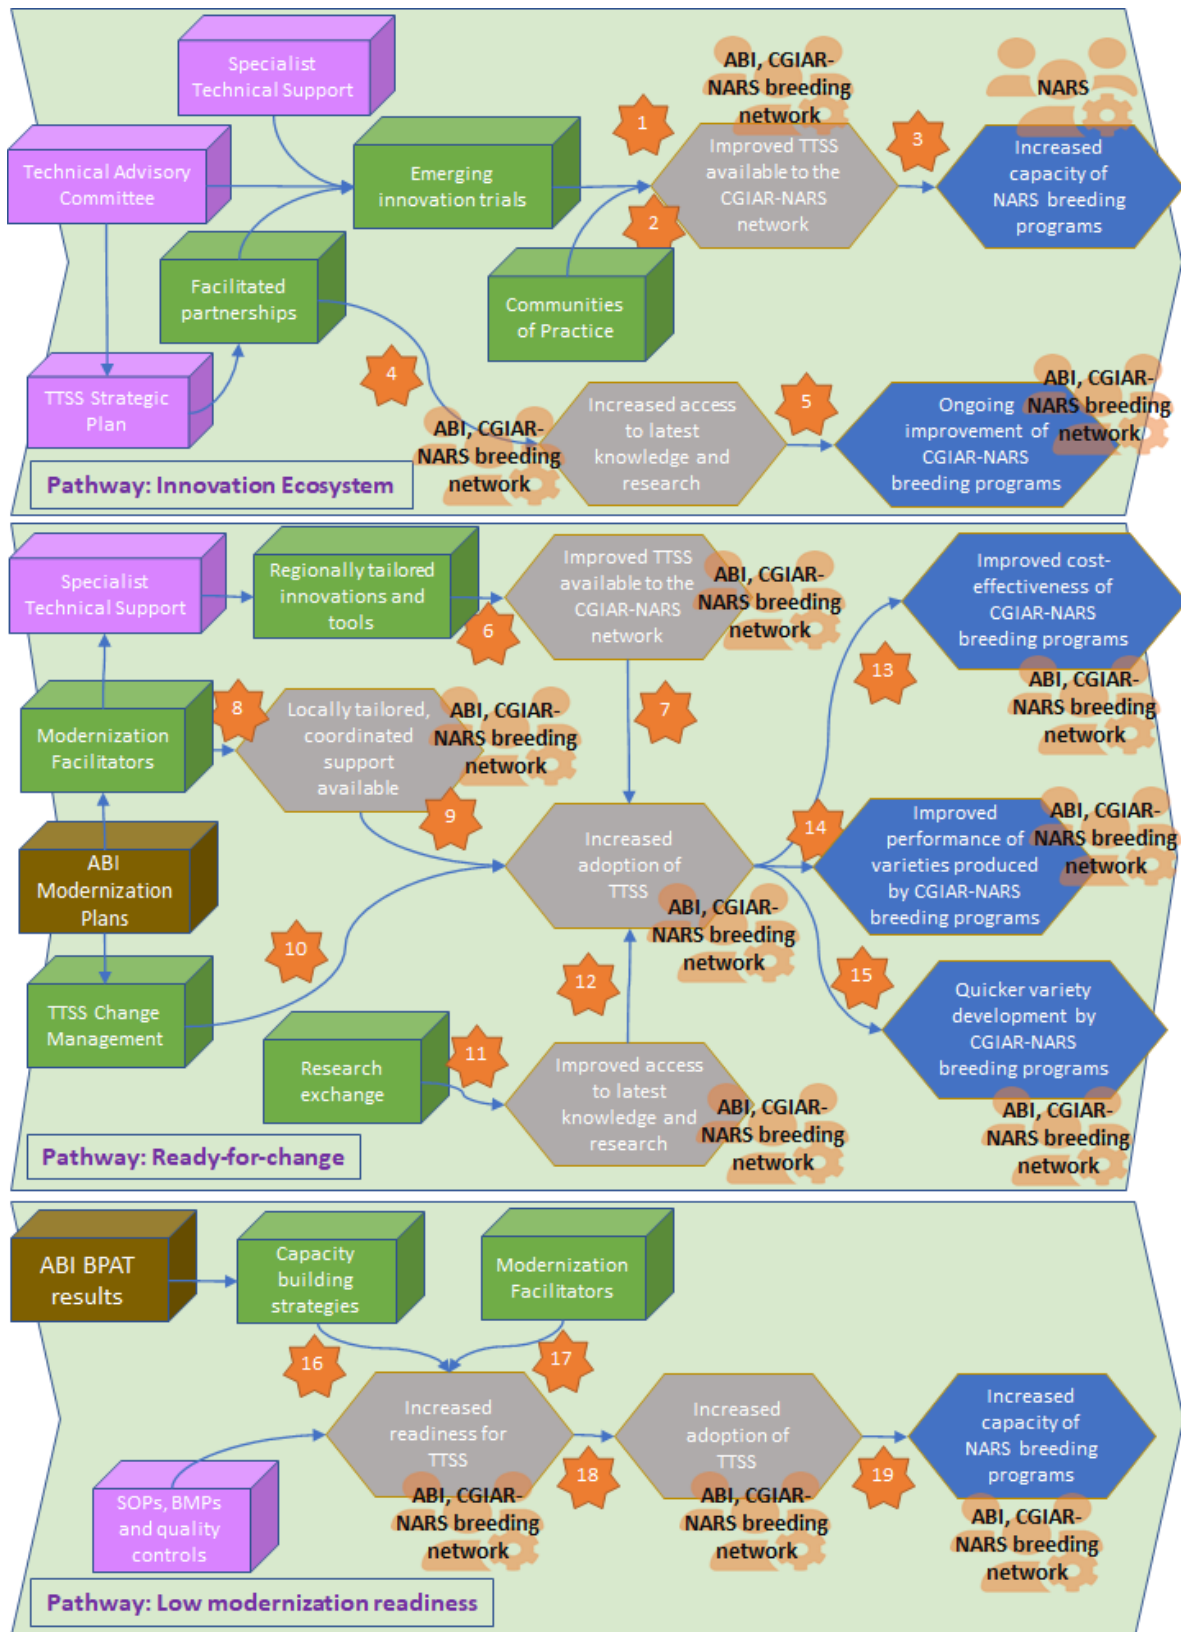 Specialist
Technical Support
ABI, CGIAR-
NARS breeding
network
NARS
1
3
Technical Advisory
Committee
Emerging
innovation trials
Improved TTSS
available to the
CGIAR-NARS
network
Increased
capacity of
NARS breeding
programs
2
Facilitated
partnerships
Communities
of Practice
4
5
TTSS Strategic
Plan
ABI, CGIAR-
NARS breeding
network
Increased access
to latest
knowledge and
research
Ongoing
improvement of
CGIAR-NARS
breeding programs
ABI, CGIAR-
NARS breeding
network
Pathway: Innovation Ecosystem
Specialist
Technical Support
Regionally tailored
innovations and
tools
6
Improved TTSS
available to the
CGIAR-NARS
network
ABI, CGIAR-
NARS breeding
network
Improved cost-
effectiveness of
CGIAR-NARS
breeding programs
ABI, CGIAR-
NARS breeding
network
13
7
Modernization
Facilitators
8
Locally tailored,
coordinated
support
available
ABI, CGIAR-
NARS breeding
network
9
ABI
Modernization
Plans
Increased
adoption of
TTSS
ABI, CGIAR-
NARS breeding
network
14
Improved
performance of
varieties produced
by CGIAR-NARS
breeding programs
ABI, CGIAR-
NARS breeding
network
10
12
15
TTSS Change
Management
Research
exchange
11
Improved access
to latest
knowledge and
research
ABI, CGIAR-
NARS breeding
network
Quicker variety
development by
CGIAR-NARS
breeding programs
ABI, CGIAR-
NARS breeding
network
Pathway: Ready-for-change
ABI BPAT
results
Capacity
building
strategies
Modernization
Facilitators
16
17
Increased
readiness for
TTSS
ABI, CGIAR-
NARS breeding
network
18
Increased
adoption of
TTSS
ABI, CGIAR-
NARS breeding
network
19
Increased
capacity of
NARS breeding
programs
ABI, CGIAR-
NARS breeding
network
SOPs, BMPs
and quality
controls
Pathway: Low modernization readiness